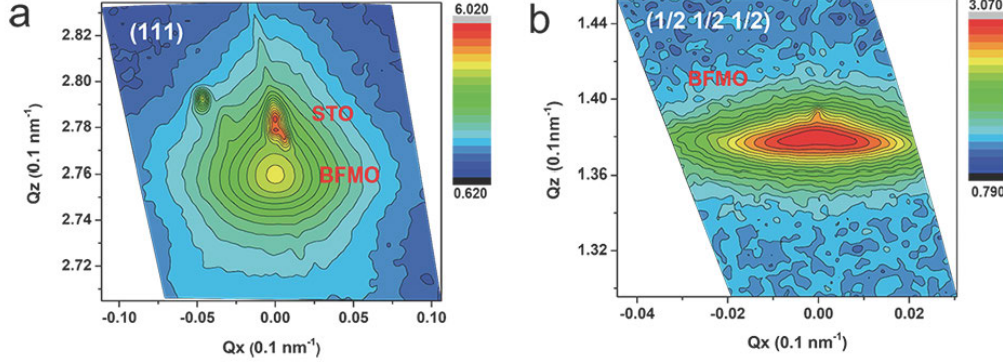 a
(111)
STO
BFMO
2.82
2.80
2.78
2.76
2.74
2.72
Qz (0.1 nm⁻¹)
-0.10
-0.05
0.00
0.05
0.10
Qx (0.1 nm⁻¹)
6.020
0.620
b
(1/2 1/2 1/2)
BFMO
1.44
1.40
1.36
1.32
Qz (0.1nm⁻¹)
-0.04
-0.02
0.00
0.02
Qx (0.1 nm⁻¹)
3.070
0.790